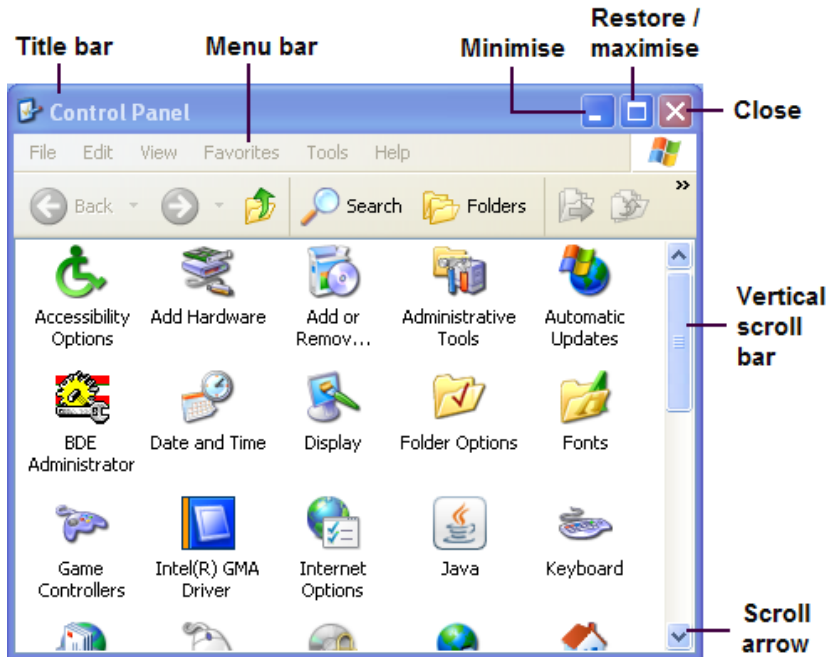 Restore /
maximise
Title bar
Menu bar
Minimise
Close
Control Panel
File Edit View Favorites Tools Help
Back Search Folders »
Accessibility
Options
Add Hardware
Add or
Remov...
Administrative
Tools
Automatic
Updates
Vertical
scroll
bar
BDE
Administrator
Date and Time
Display
Folder Options
Fonts
Game
Controllers
Intel(R) GMA
Driver
Internet
Options
Java
Keyboard
Scroll
arrow